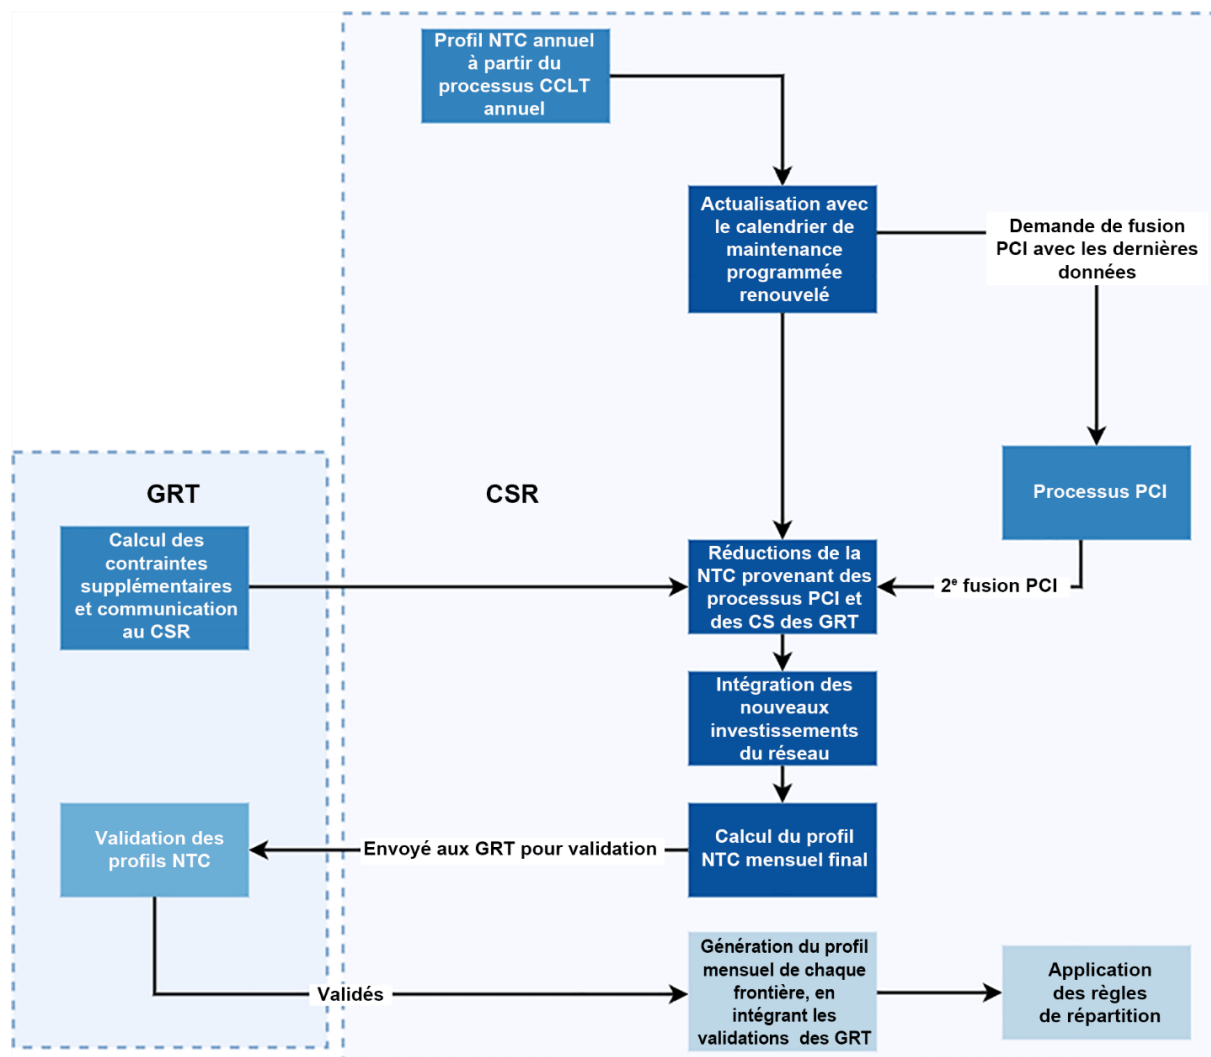 Profil NTC annuel
à partir du
processus CCLT
annuel
Actualisation avec
le calendrier de
maintenance
programmée
renouvelé
Demande de fusion
PCI avec les dernières
données
GRT
CSR
Processus PCI
Calcul des
contraintes
supplémentaires
et communication
au CSR
Réductions de la
NTC provenant des
processus PCI et
des CS des GRT
2e fusion PCI
Intégration des
nouveaux
investissements
du réseau
Validation des
profils NTC
Envoyé aux GRT pour validation
Calcul du profil
NTC mensuel final
Validés
Génération du profil
mensuel de chaque
frontière, en
intégrant les
validations des GRT
Application
des règles
de répartition